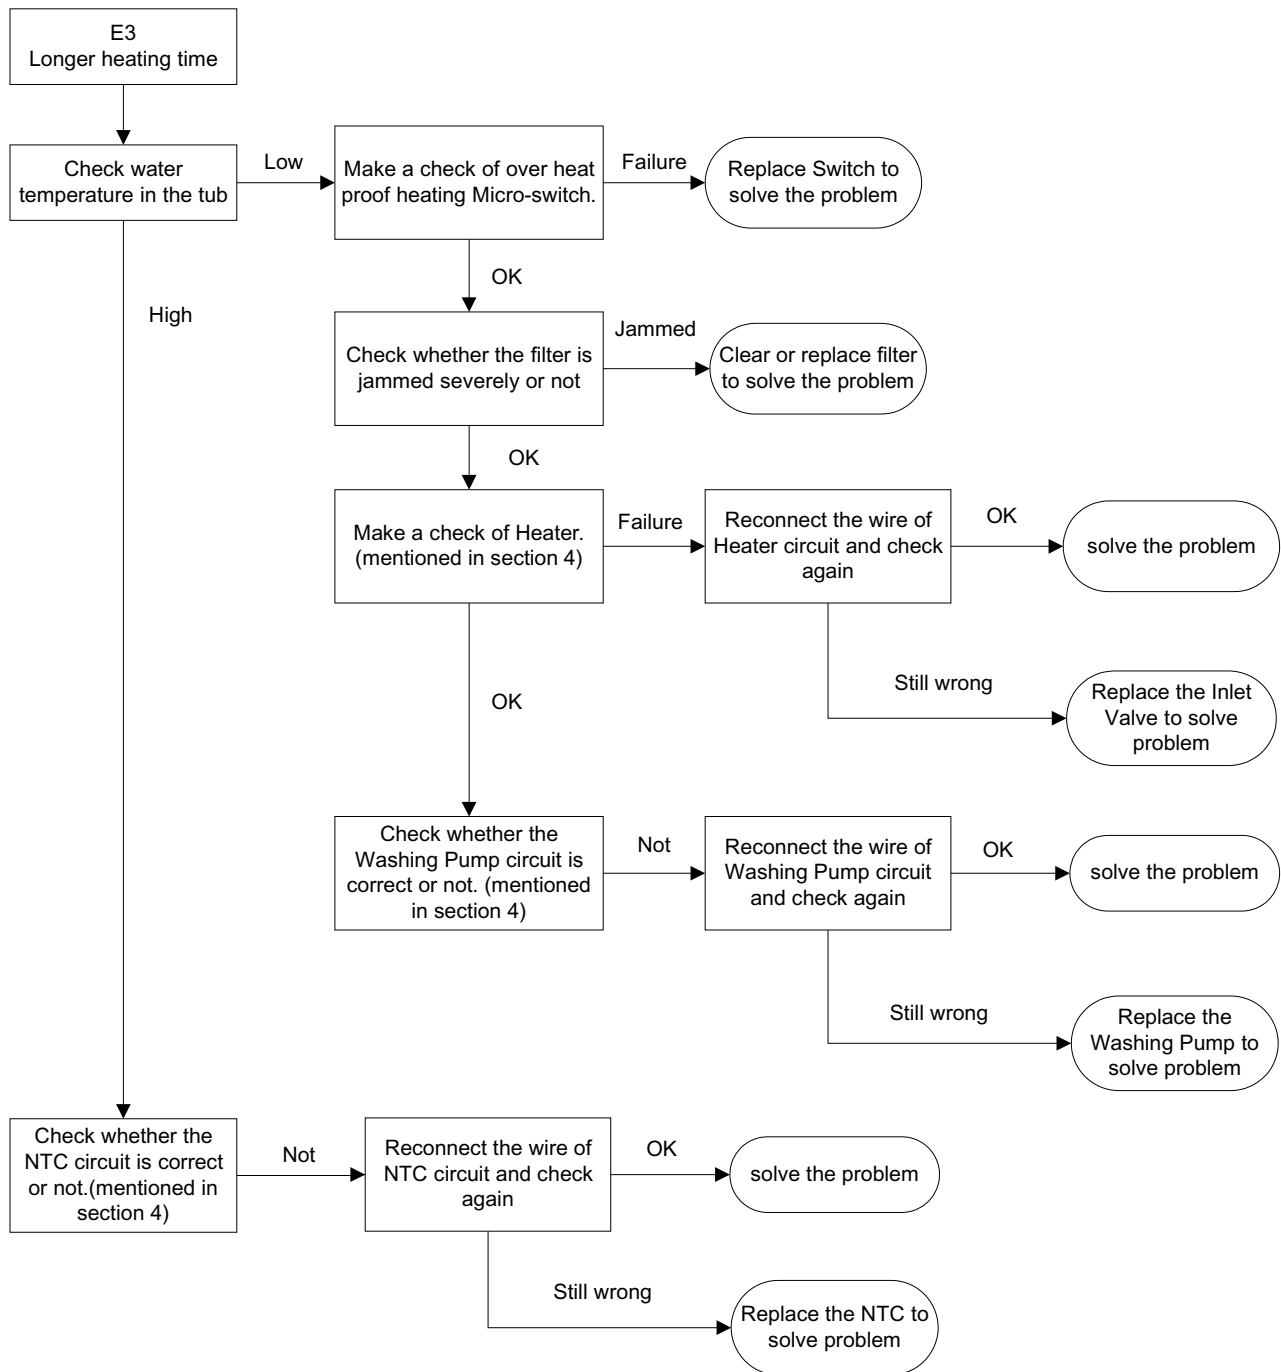 E3
Longer heating time
Check water
temperature in the tub
Low
Make a check of over heat
proof heating Micro-switch.
Failure
Replace Switch to
solve the problem
OK
High
Check whether the filter is
jammed severely or not
Jammed
Clear or replace filter
to solve the problem
OK
Make a check of Heater.
(mentioned in section 4)
Failure
Reconnect the wire of
Heater circuit and check
again
OK
solve the problem
Still wrong
Replace the Inlet
Valve to solve
problem
OK
Check whether the
Washing Pump circuit is
correct or not. (mentioned
in section 4)
Not
Reconnect the wire of
Washing Pump circuit
and check again
OK
solve the problem
Still wrong
Replace the
Washing Pump to
solve problem
Check whether the
NTC circuit is correct
or not.(mentioned in
section 4)
Not
Reconnect the wire of
NTC circuit and check
again
OK
solve the problem
Still wrong
Replace the NTC to
solve problem